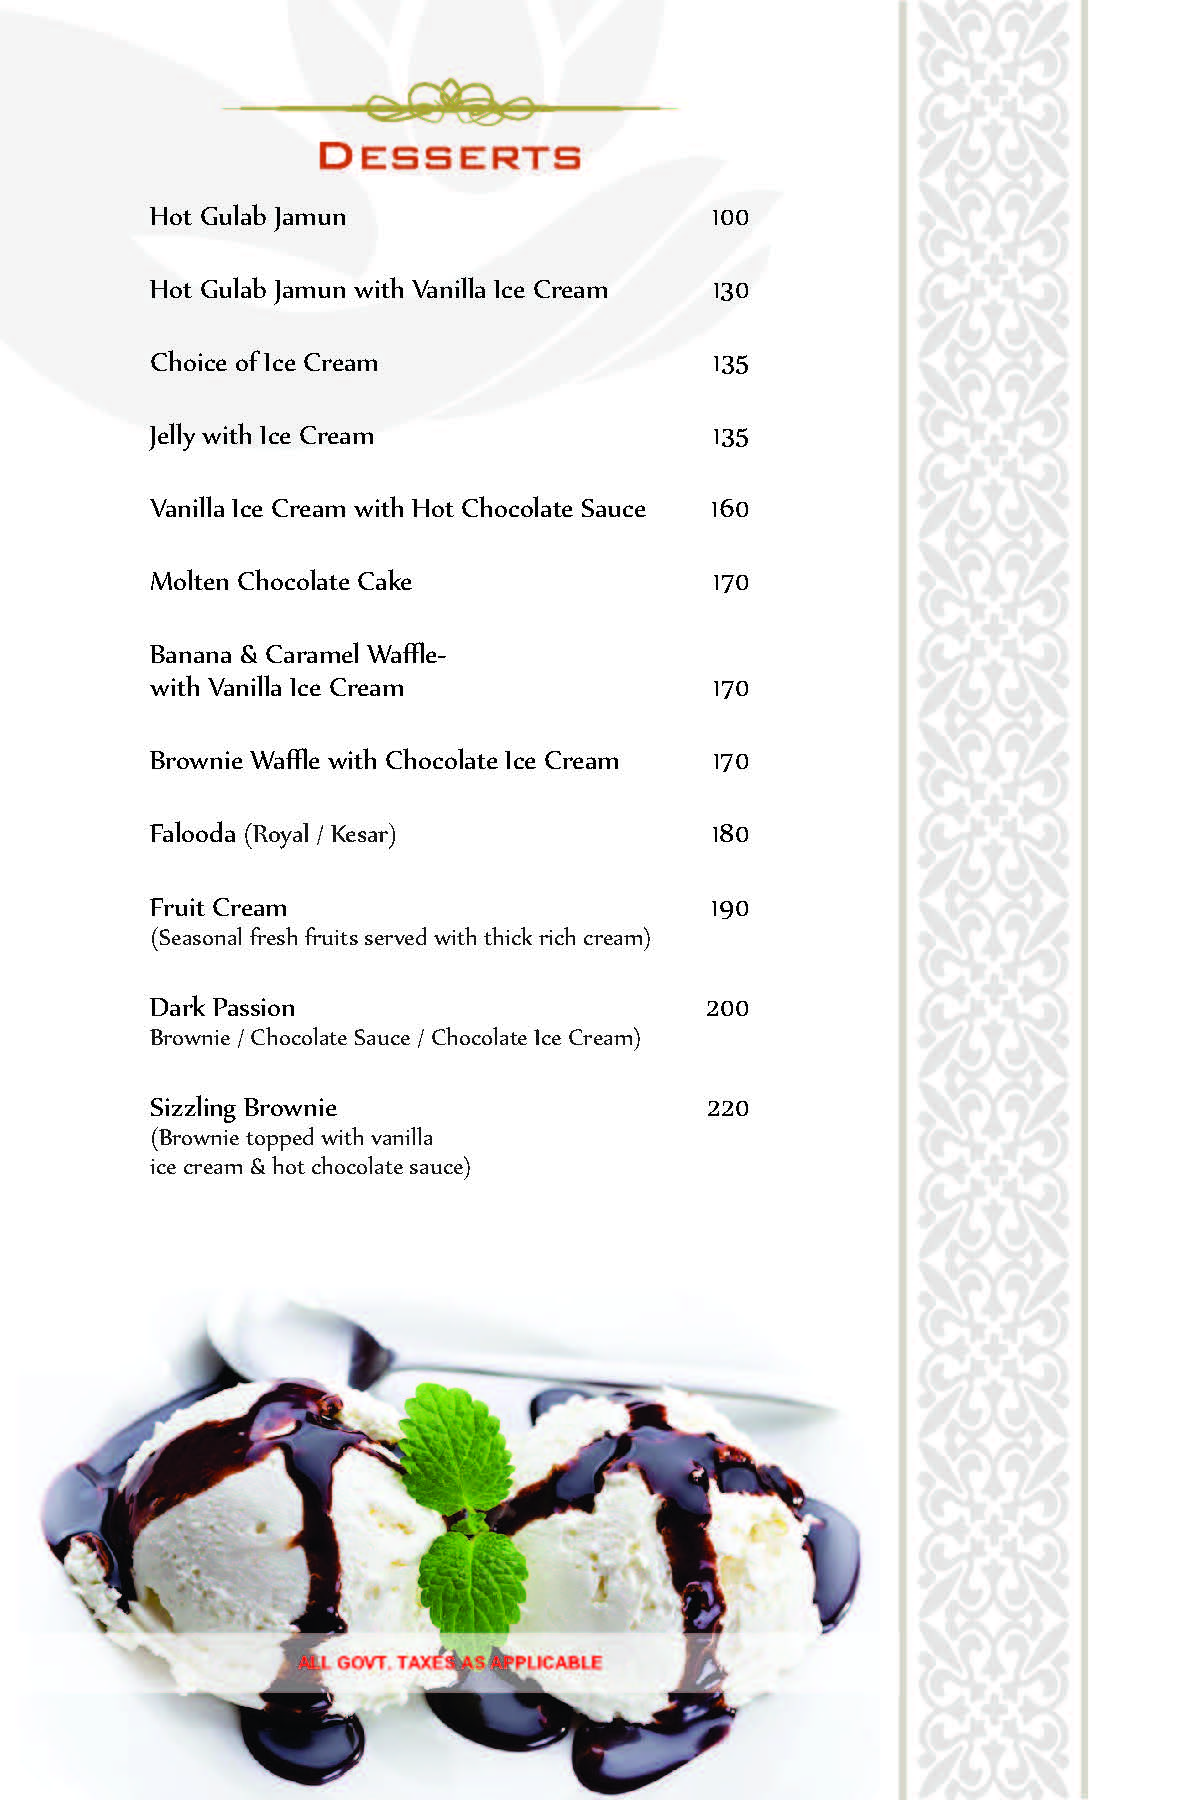 DESSERTS
Hot Gulab Jamun 100
Hot Gulab Jamun with Vanilla Ice Cream 130
Choice of Ice Cream 135
Jelly with Ice Cream 135
Vanilla Ice Cream with Hot Chocolate Sauce 160
Molten Chocolate Cake 170
Banana & Caramel Waffle-
with Vanilla Ice Cream 170
Brownie Waffle with Chocolate Ice Cream 170
Falooda (Royal / Kesar) 180
Fruit Cream 190
(Seasonal fresh fruits served with thick rich cream)
Dark Passion 200
Brownie / Chocolate Sauce / Chocolate Ice Cream)
Sizzling Brownie 220
(Brownie topped with vanilla
ice cream & hot chocolate sauce)
ALL GOVT. TAXES AS APPLICABLE